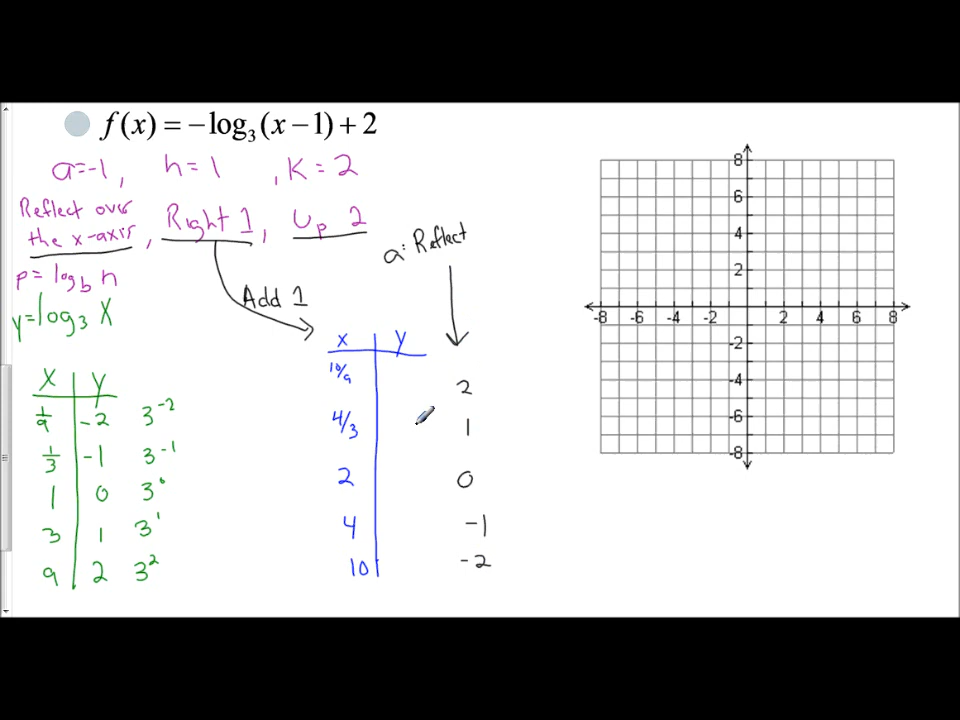 f(x) = −log₃(x − 1) + 2
a=-1, h=1, K=2
Reflect over the x-axis, Right 1, Up 2
a: Reflect
p = log_b n
Add 1
y=log₃ X
X | Y
1/9 | -2 3⁻²
1/3 | -1 3⁻¹
1 | 0 3⁰
3 | 1 3¹
9 | 2 3²
X | Y
10/9 2
4/3 1
2 0
4 -1
10 -2
8
6
4
2
-8 -6 -4 -2 2 4 6 8
-2
-4
-6
-8